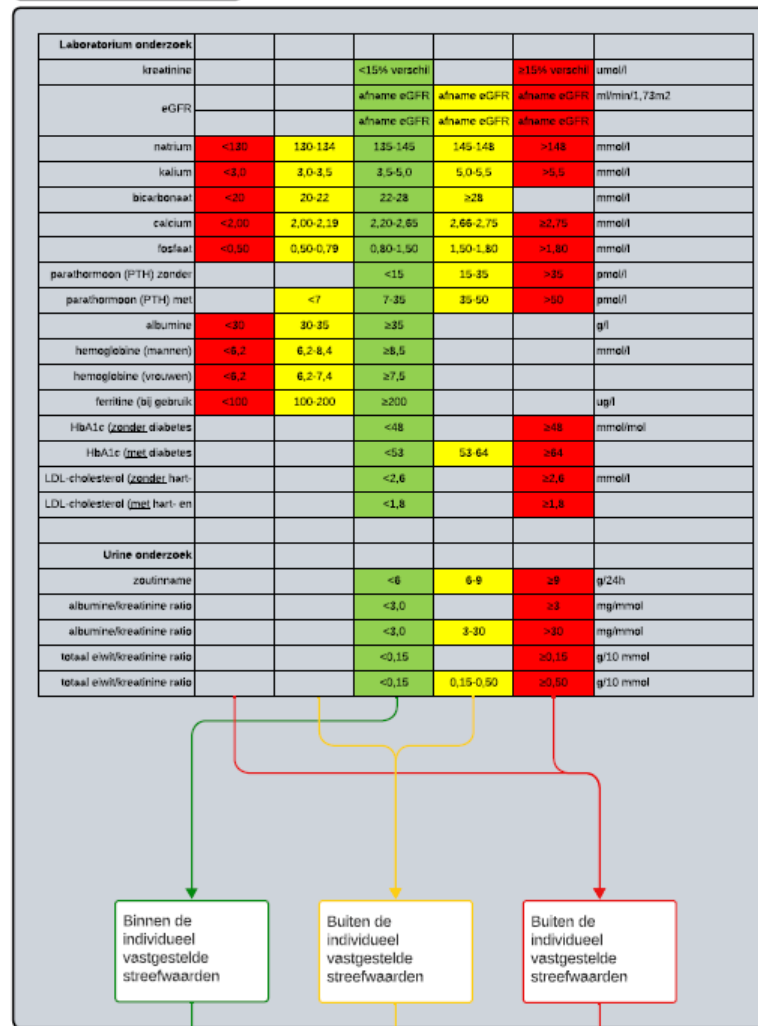 Laboratorium onderzoek
kreatinine <15% verschil ≥15% verschil umol/l
eGFR afname eGFR afname eGFR afname eGFR ml/min/1,73m2
afname eGFR afname eGFR afname eGFR
natrium <130 130-134 135-145 145-148 >148 mmol/l
kalium <3,0 3,0-3,5 3,5-5,0 5,0-5,5 >5,5 mmol/l
bicarbonaat <20 20-22 22-28 ≥28 mmol/l
calcium <2,00 2,00-2,19 2,20-2,65 2,66-2,75 ≥2,75 mmol/l
fosfaat <0,50 0,50-0,79 0,80-1,50 1,50-1,80 >1,80 mmol/l
parathormoon (PTH) zonder <15 15-35 >35 pmol/l
parathormoon (PTH) met <7 7-35 35-50 >50 pmol/l
albumine <30 30-35 ≥35 g/l
hemoglobine (mannen) <6,2 6,2-8,4 ≥8,5 mmol/l
hemoglobine (vrouwen) <6,2 6,2-7,4 ≥7,5
ferritine (bij gebruik <100 100-200 ≥200 ug/l
HbA1c (zonder diabetes <48 ≥48 mmol/mol
HbA1c (met diabetes <53 53-64 ≥64
LDL-cholesterol (zonder hart- <2,6 ≥2,6 mmol/l
LDL-cholesterol (met hart- en <1,8 ≥1,8
Urine onderzoek
zoutinname <6 6-9 ≥9 g/24h
albumine/kreatinine ratio <3,0 ≥3 mg/mmol
albumine/kreatinine ratio <3,0 3-30 >30 mg/mmol
totaal eiwit/kreatinine ratio <0,15 ≥0,15 g/10 mmol
totaal eiwit/kreatinine ratio <0,15 0,15-0,50 ≥0,50 g/10 mmol
Binnen de
individueel
vastgestelde
streefwaarden
Buiten de
individueel
vastgestelde
streefwaarden
Buiten de
individueel
vastgestelde
streefwaarden